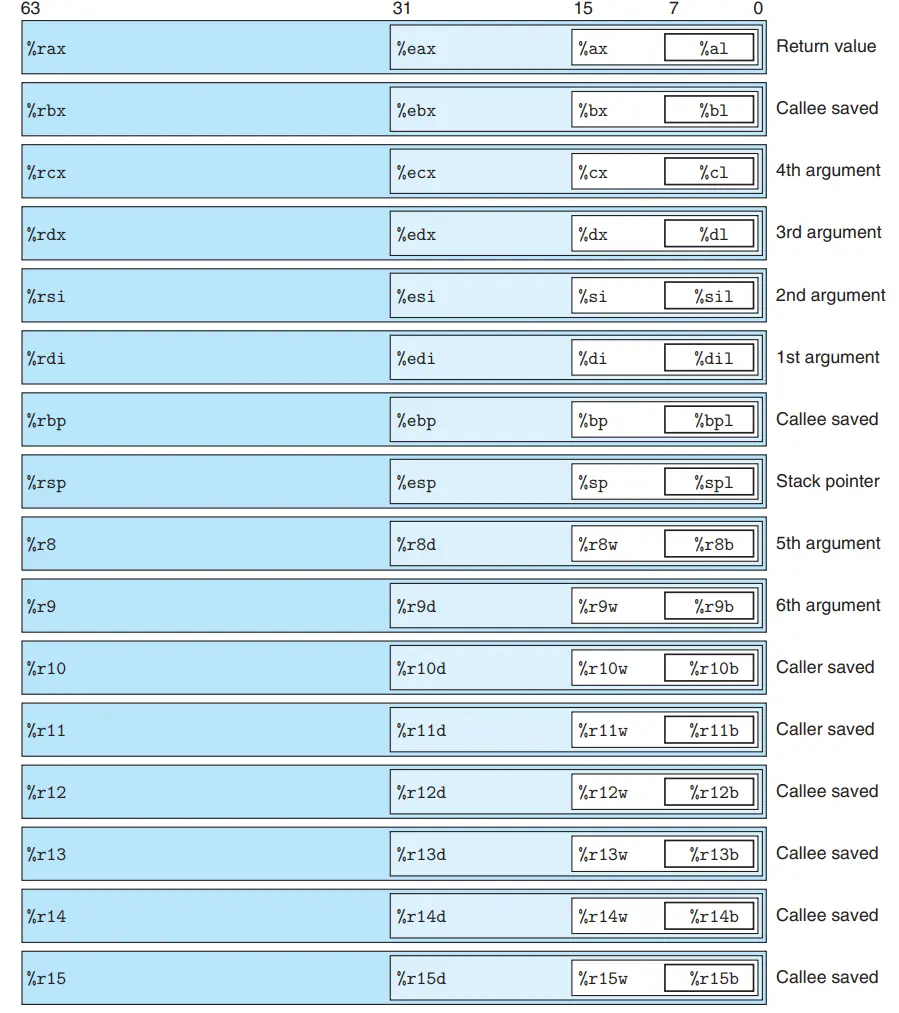 63 31 15 7 0
%rax %eax %ax %al Return value
%rbx %ebx %bx %bl Callee saved
%rcx %ecx %cx %cl 4th argument
%rdx %edx %dx %dl 3rd argument
%rsi %esi %si %sil 2nd argument
%rdi %edi %di %dil 1st argument
%rbp %ebp %bp %bpl Callee saved
%rsp %esp %sp %spl Stack pointer
%r8 %r8d %r8w %r8b 5th argument
%r9 %r9d %r9w %r9b 6th argument
%r10 %r10d %r10w %r10b Caller saved
%r11 %r11d %r11w %r11b Caller saved
%r12 %r12d %r12w %r12b Callee saved
%r13 %r13d %r13w %r13b Callee saved
%r14 %r14d %r14w %r14b Callee saved
%r15 %r15d %r15w %r15b Callee saved